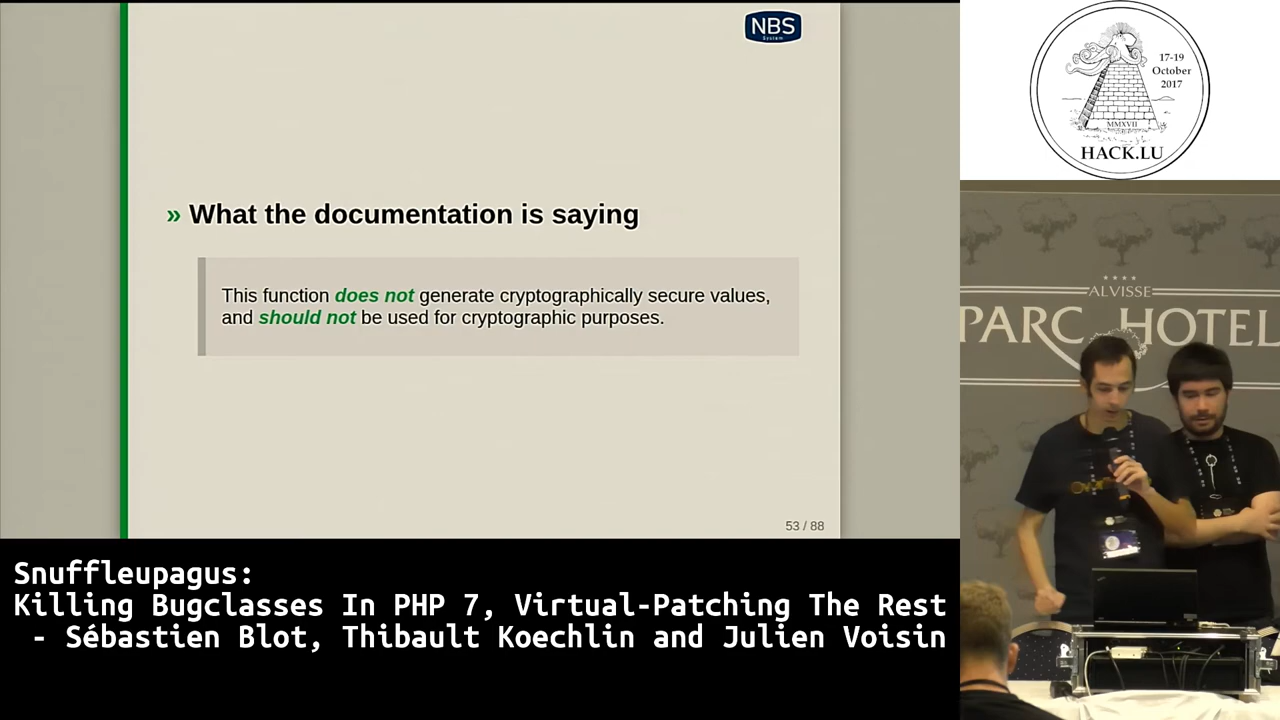 NBS
System
» What the documentation is saying
This function does not generate cryptographically secure values,
and should not be used for cryptographic purposes.
53 / 88
17-19
October
2017
MMXVII
HACK.LU
ALVISSE
PARC HOTEL
Snuffleupagus:
Killing Bugclasses In PHP 7, Virtual-Patching The Rest
- Sébastien Blot, Thibault Koechlin and Julien Voisin